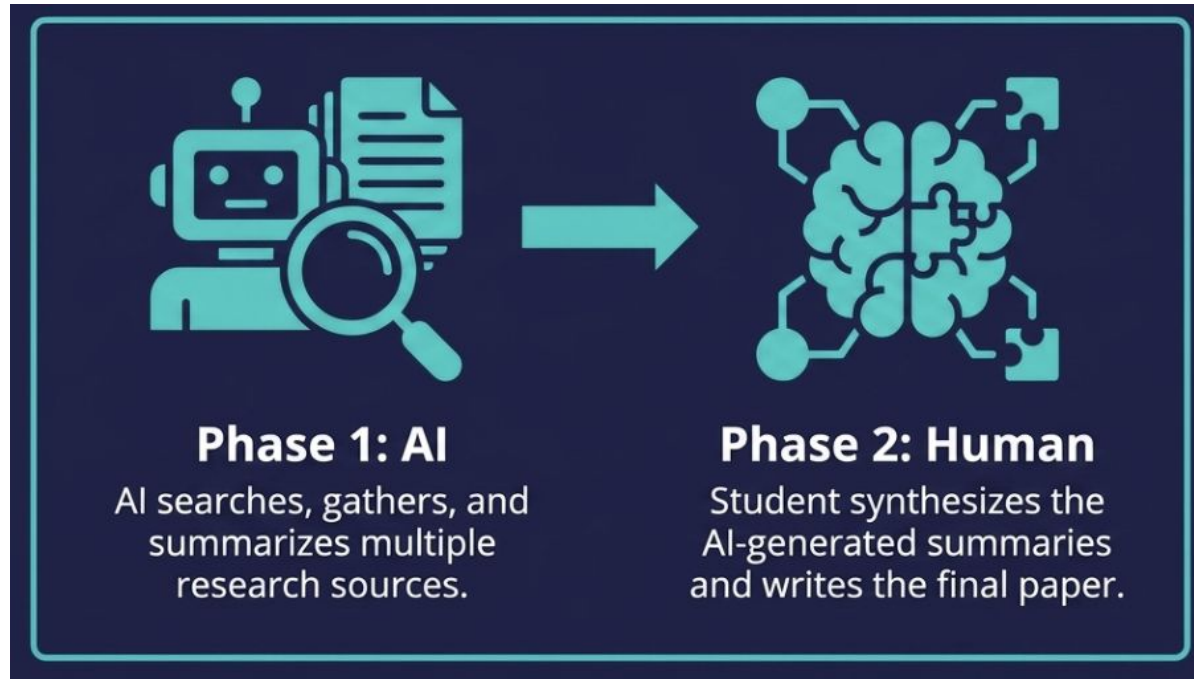 Phase 1: AI
AI searches, gathers, and
summarizes multiple
research sources.
Phase 2: Human
Student synthesizes the
AI-generated summaries
and writes the final paper.